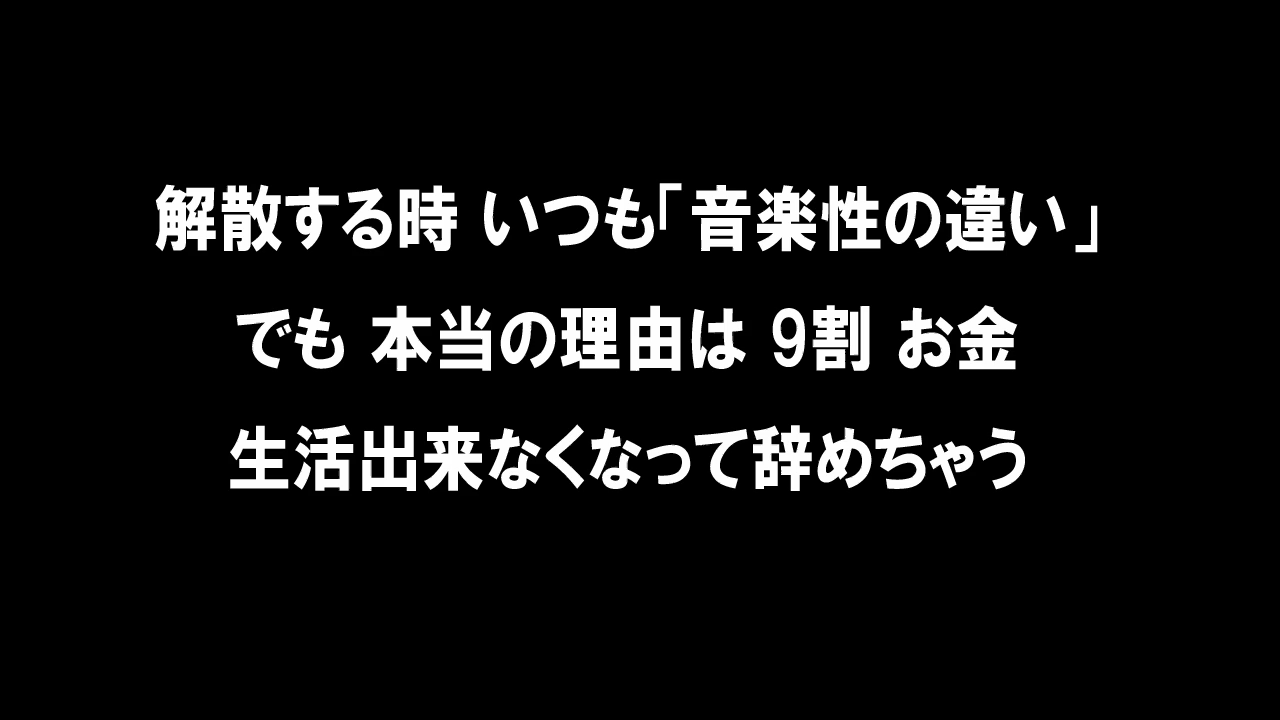 解散する時 いつも「音楽性の違い」
でも 本当の理由は 9割 お金
生活出来なくなって辞めちゃう